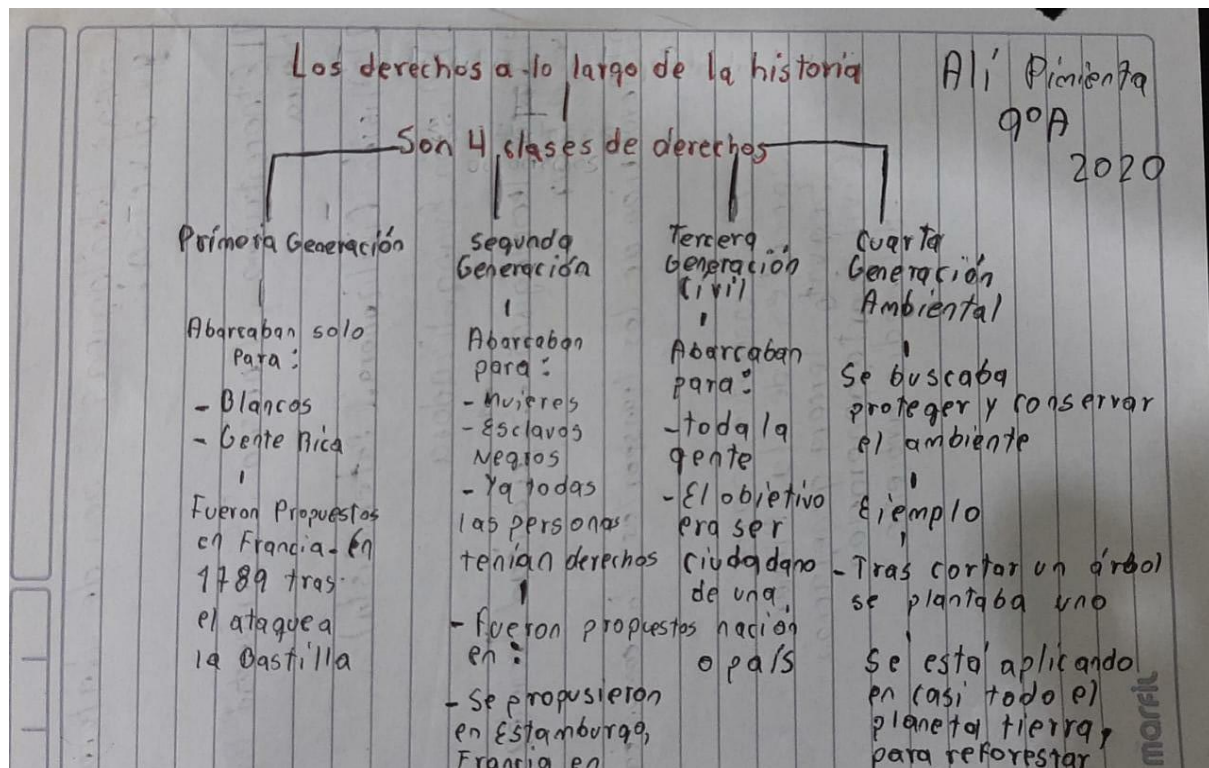 Los derechos a lo largo de la historia
Alí Pimienta
9°A
2020
Son 4 clases de derechos
Primera Generación
Abarcaban solo
Para:
- Blancos
- Gente Rica
Fueron Propuestos
en Francia en
1789 tras
el ataque a
la Bastilla
Segunda
Generación
Abarcaban
para:
- Mujeres
- Esclavos
Negros
- Ya todas
las personas
tenían derechos
- Fueron propuestos
en:
- Se propusieron
en Estamburgo,
Francia en
Tercera
Generación
Civil
Abarcaban
para:
- toda la
gente
- El objetivo
era ser
ciudadano
de una
nación
o país
Cuarta
Generación
Ambiental
Se buscaba
proteger y conservar
el ambiente
Ejemplo
- Tras cortar un árbol
se plantaba uno
Se está aplicando
en casi todo el
planeta tierra,
para reforestar
marfil